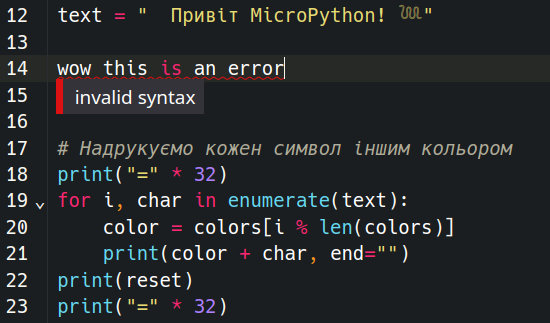 12 text = "  Привіт MicroPython! 𓆙"
13
14 wow this is an error
15
invalid syntax
16
17 # Надрукуємо кожен символ іншим кольором
18 print("=" * 32)
19 for i, char in enumerate(text):
20     color = colors[i % len(colors)]
21     print(color + char, end="")
22 print(reset)
23 print("=" * 32)